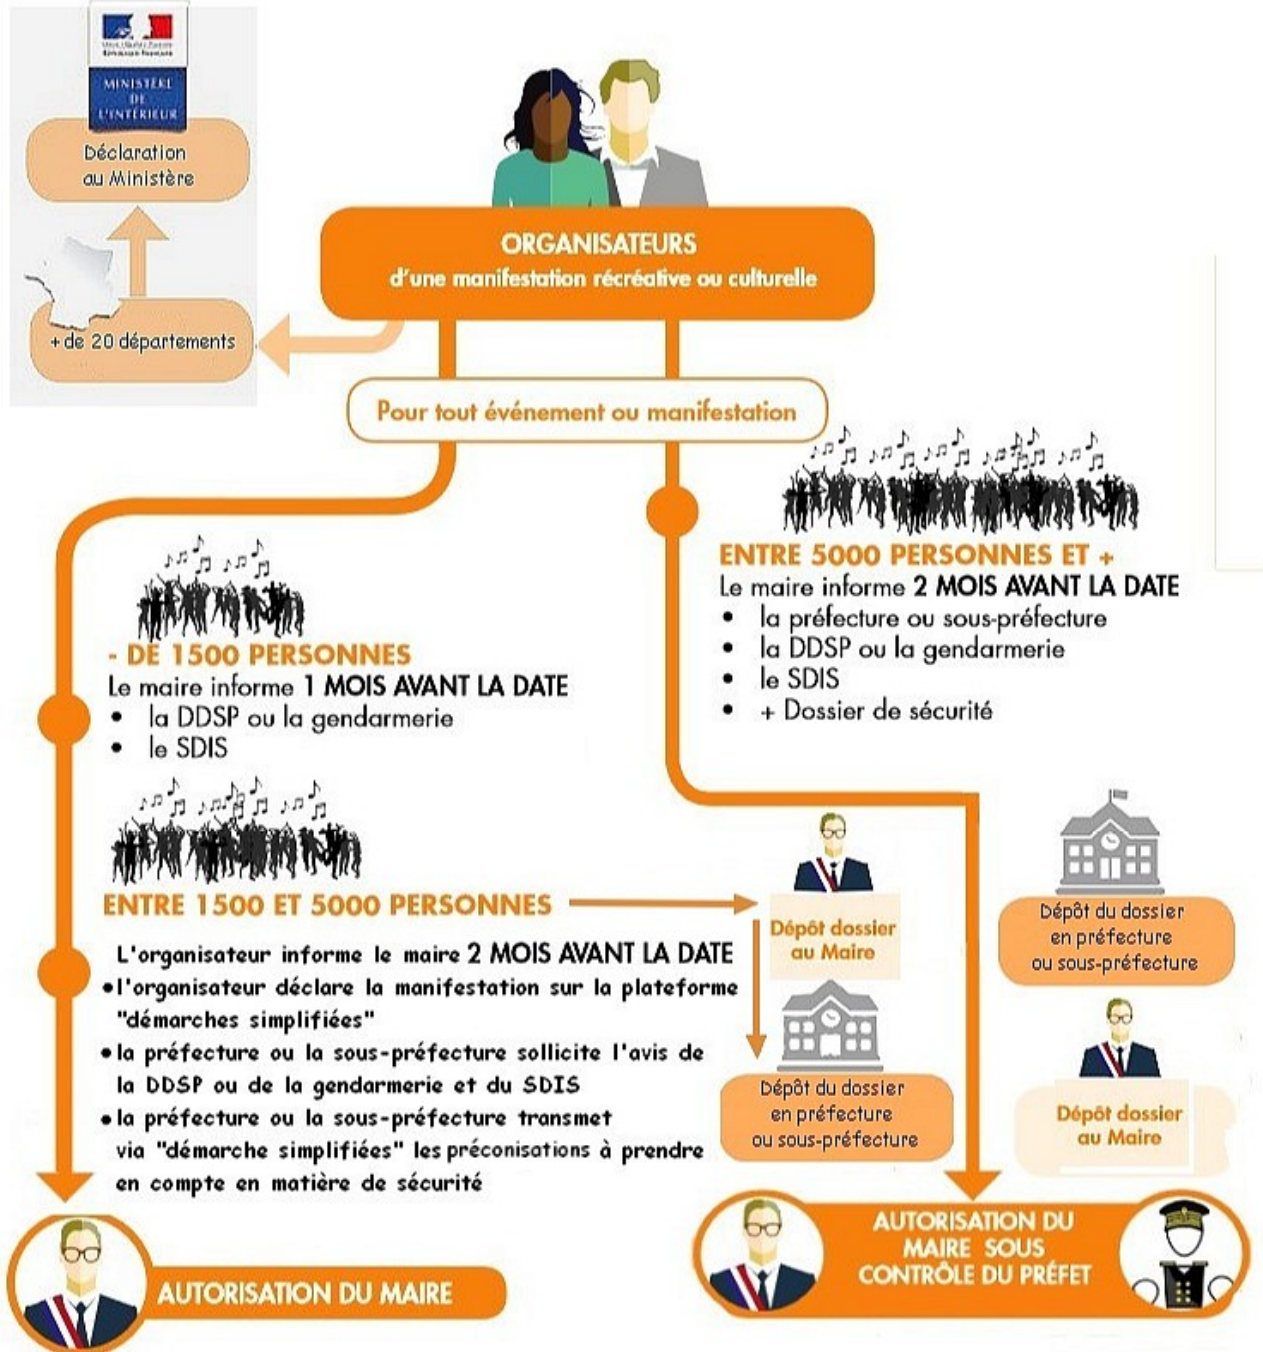 RÉPUBLIQUE FRANÇAISE
MINISTÈRE
DE
L'INTÉRIEUR
Déclaration
au Ministère
+ de 20 départements
ORGANISATEURS
d'une manifestation récréative ou culturelle
Pour tout événement ou manifestation
- DE 1500 PERSONNES
Le maire informe 1 MOIS AVANT LA DATE
• la DDSP ou la gendarmerie
• le SDIS
ENTRE 5000 PERSONNES ET +
Le maire informe 2 MOIS AVANT LA DATE
• la préfecture ou sous-préfecture
• la DDSP ou la gendarmerie
• le SDIS
• + Dossier de sécurité
ENTRE 1500 ET 5000 PERSONNES
L'organisateur informe le maire 2 MOIS AVANT LA DATE
•l'organisateur déclare la manifestation sur la plateforme
"démarches simplifiées"
•la préfecture ou la sous-préfecture sollicite l'avis de
la DDSP ou de la gendarmerie et du SDIS
•la préfecture ou la sous-préfecture transmet
via "démarche simplifiées" les préconisations à prendre
en compte en matière de sécurité
Dépôt dossier
au Maire
Dépôt du dossier
en préfecture
ou sous-préfecture
Dépôt du dossier
en préfecture
ou sous-préfecture
Dépôt dossier
au Maire
AUTORISATION DU MAIRE
AUTORISATION DU
MAIRE SOUS
CONTRÔLE DU PRÉFET